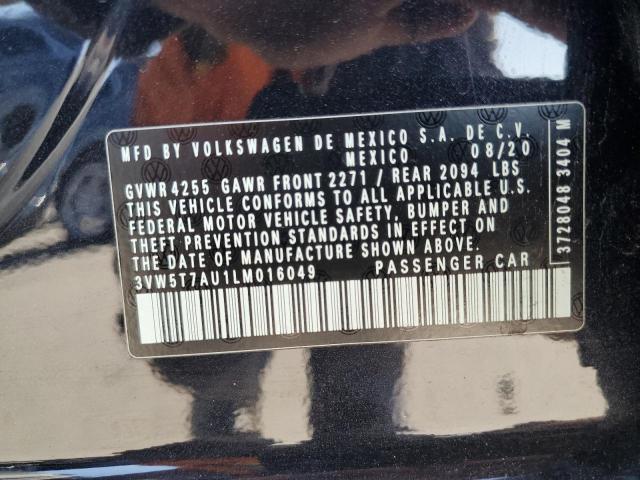 MFD BY VOLKSWAGEN DE MEXICO S.A. DE C.V.
MEXICO 08/20
GVWR 4255 GAWR FRONT 2271 / REAR 2094 LBS
THIS VEHICLE CONFORMS TO ALL APPLICABLE U.S.
FEDERAL MOTOR VEHICLE SAFETY, BUMPER AND
THEFT PREVENTION STANDARDS IN EFFECT ON
THE DATE OF MANUFACTURE SHOWN ABOVE.
3VW5T7AU1LM016049 PASSENGER CAR
3728048 3404 M